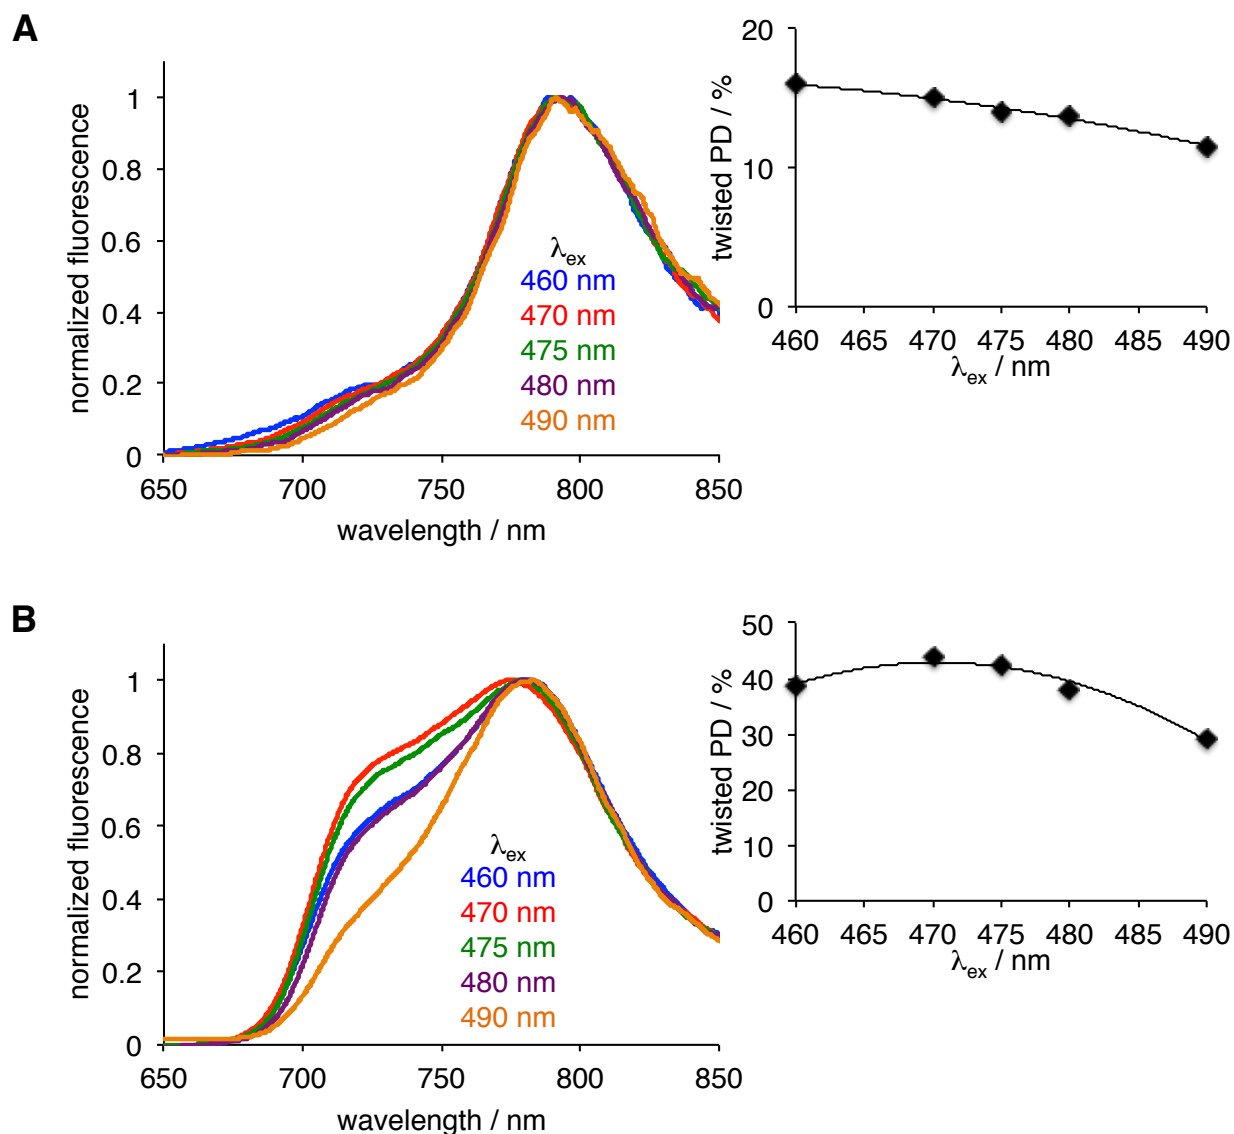 A
normalized fluorescence
1
0.8
0.6
0.4
0.2
0
650 700 750 800 850
wavelength / nm
λex
460 nm
470 nm
475 nm
480 nm
490 nm
twisted PD / %
20
10
0
460 465 470 475 480 485 490
λex / nm
B
normalized fluorescence
1
0.8
0.6
0.4
0.2
0
650 700 750 800 850
wavelength / nm
λex
460 nm
470 nm
475 nm
480 nm
490 nm
twisted PD / %
50
40
30
20
10
0
460 465 470 475 480 485 490
λex / nm